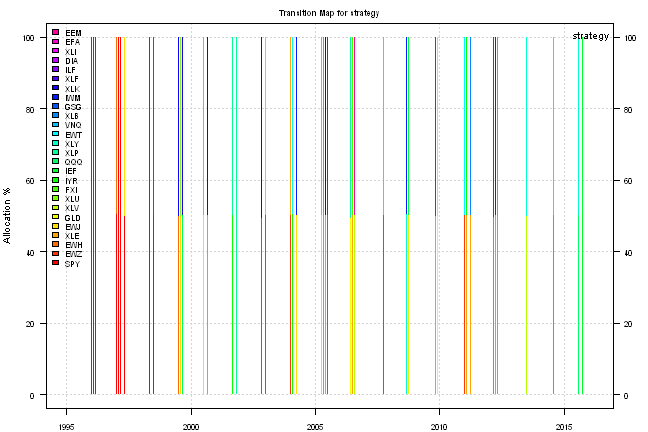 Transition Map for strategy
strategy
EEM
EFA
XLI
DIA
ILF
XLF
XLK
IWM
GSG
XLB
VNQ
EWT
XLY
XLP
QQQ
IEF
IYR
FXI
XLU
XLV
GLD
EWJ
XLE
EWH
EWZ
SPY
Allocation %
100
80
60
40
20
0
100
80
60
40
20
0
1995 2000 2005 2010 2015